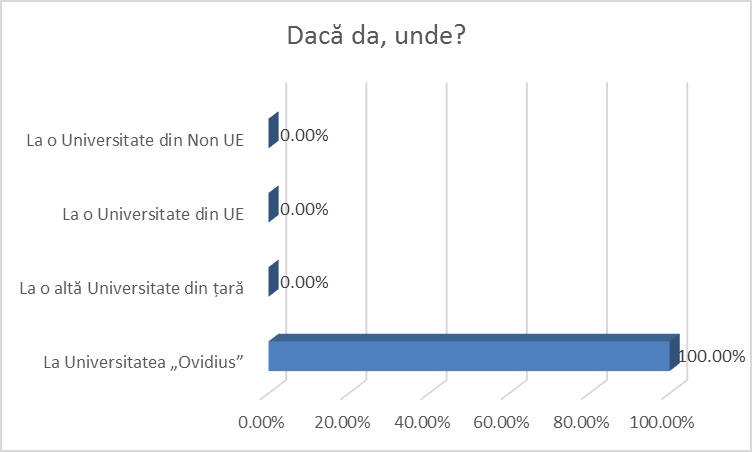 Dacă da, unde?
La o Universitate din Non UE
0.00%
La o Universitate din UE
0.00%
La o altă Universitate din țară
0.00%
La Universitatea „Ovidius”
100.00%
0.00% 20.00% 40.00% 60.00% 80.00% 100.00%